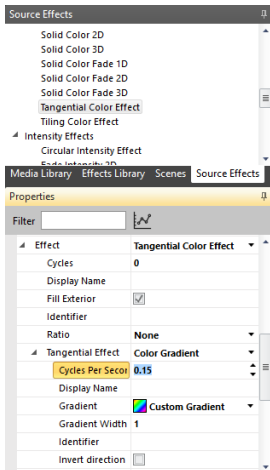 Source Effects
Solid Color 2D
Solid Color 3D
Solid Color Fade 1D
Solid Color Fade 2D
Solid Color Fade 3D
Tangential Color Effect
Tiling Color Effect
Intensity Effects
Circular Intensity Effect
Fade Intensity 2D
Media Library Effects Library Scenes Source Effects
Properties
Filter
Effect Tangential Color Effect
Cycles 0
Display Name
Fill Exterior
Identifier
Ratio None
Tangential Effect Color Gradient
Cycles Per Secor 0.15
Display Name
Gradient Custom Gradient
Gradient Width 1
Identifier
Invert direction